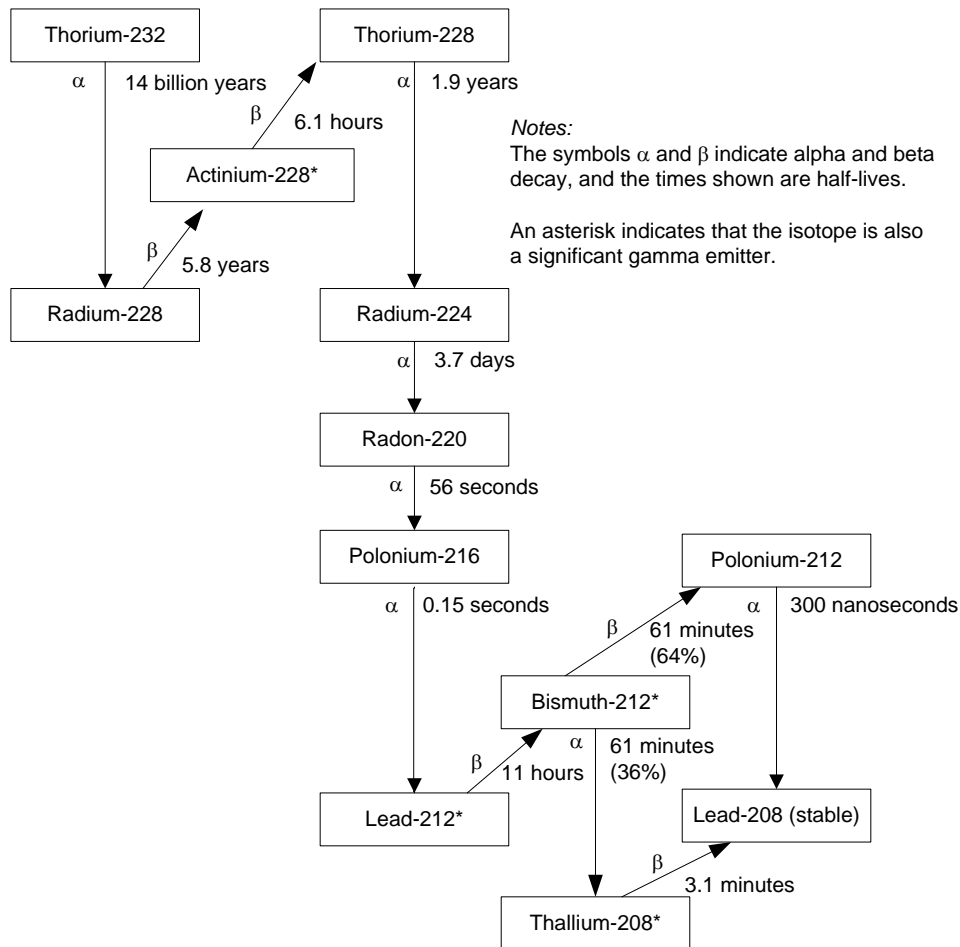 Thorium-232
Thorium-228
α
14 billion years
α
1.9 years
β
6.1 hours
Notes:
The symbols α and β indicate alpha and beta
decay, and the times shown are half-lives.
Actinium-228*
An asterisk indicates that the isotope is also
a significant gamma emitter.
β
5.8 years
Radium-228
Radium-224
α
3.7 days
Radon-220
α
56 seconds
Polonium-216
Polonium-212
α
0.15 seconds
α
300 nanoseconds
β
61 minutes
(64%)
Bismuth-212*
α
61 minutes
(36%)
β
11 hours
Lead-212*
Lead-208 (stable)
β
3.1 minutes
Thallium-208*